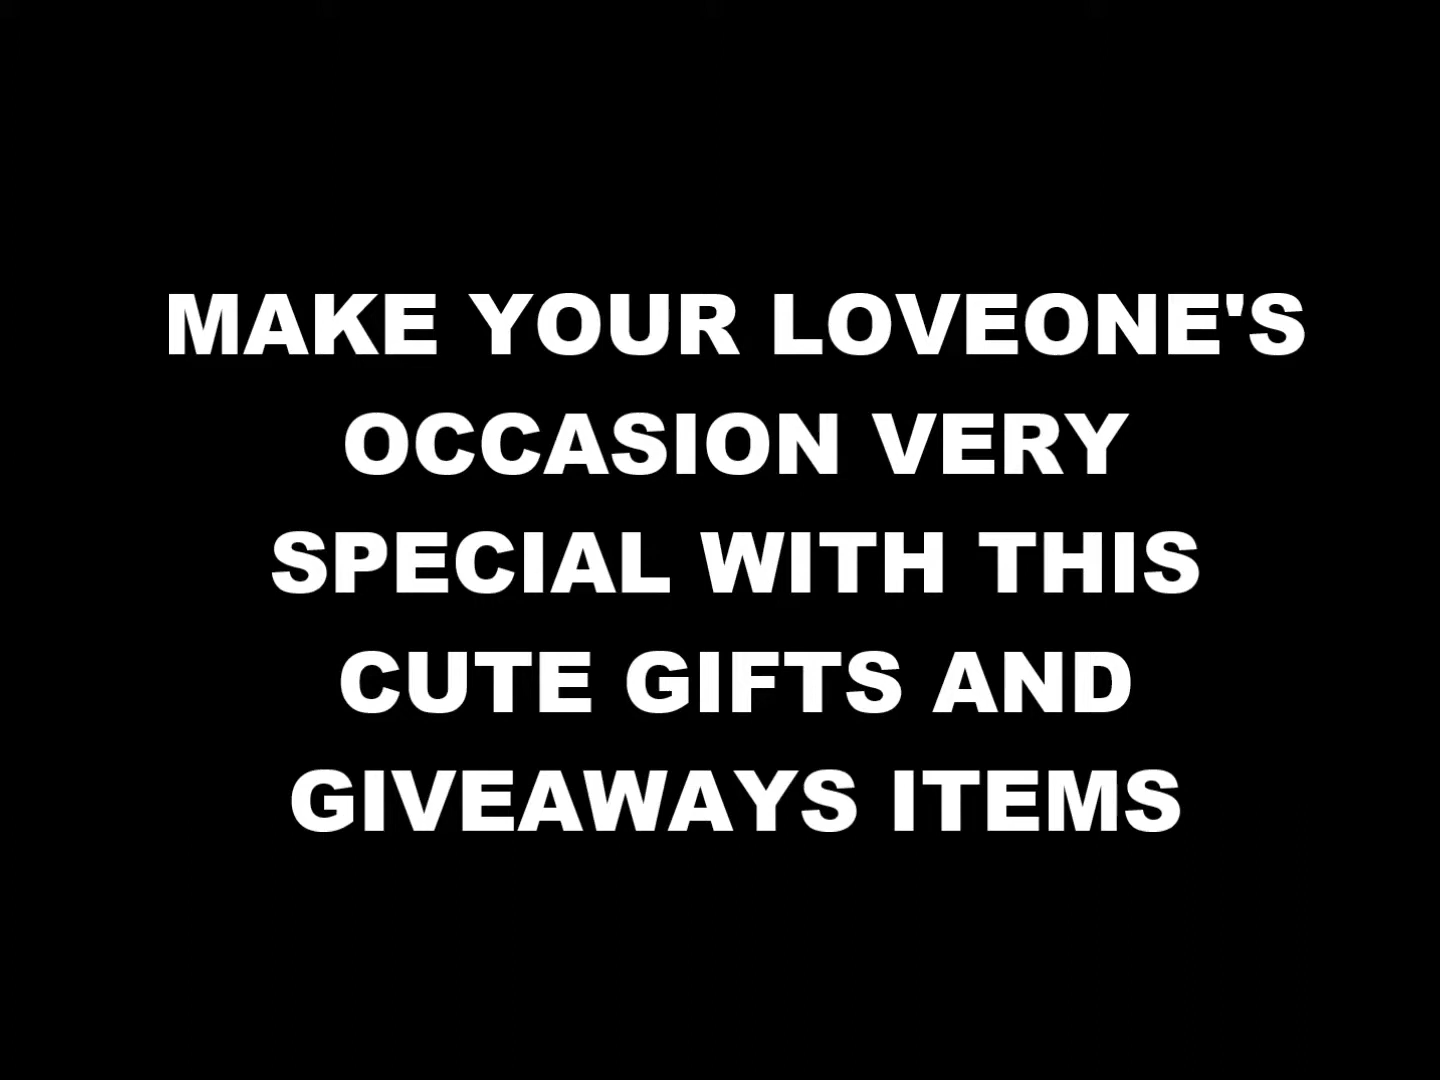 MAKE YOUR LOVEONE'S
OCCASION VERY
SPECIAL WITH THIS
CUTE GIFTS AND
GIVEAWAYS ITEMS